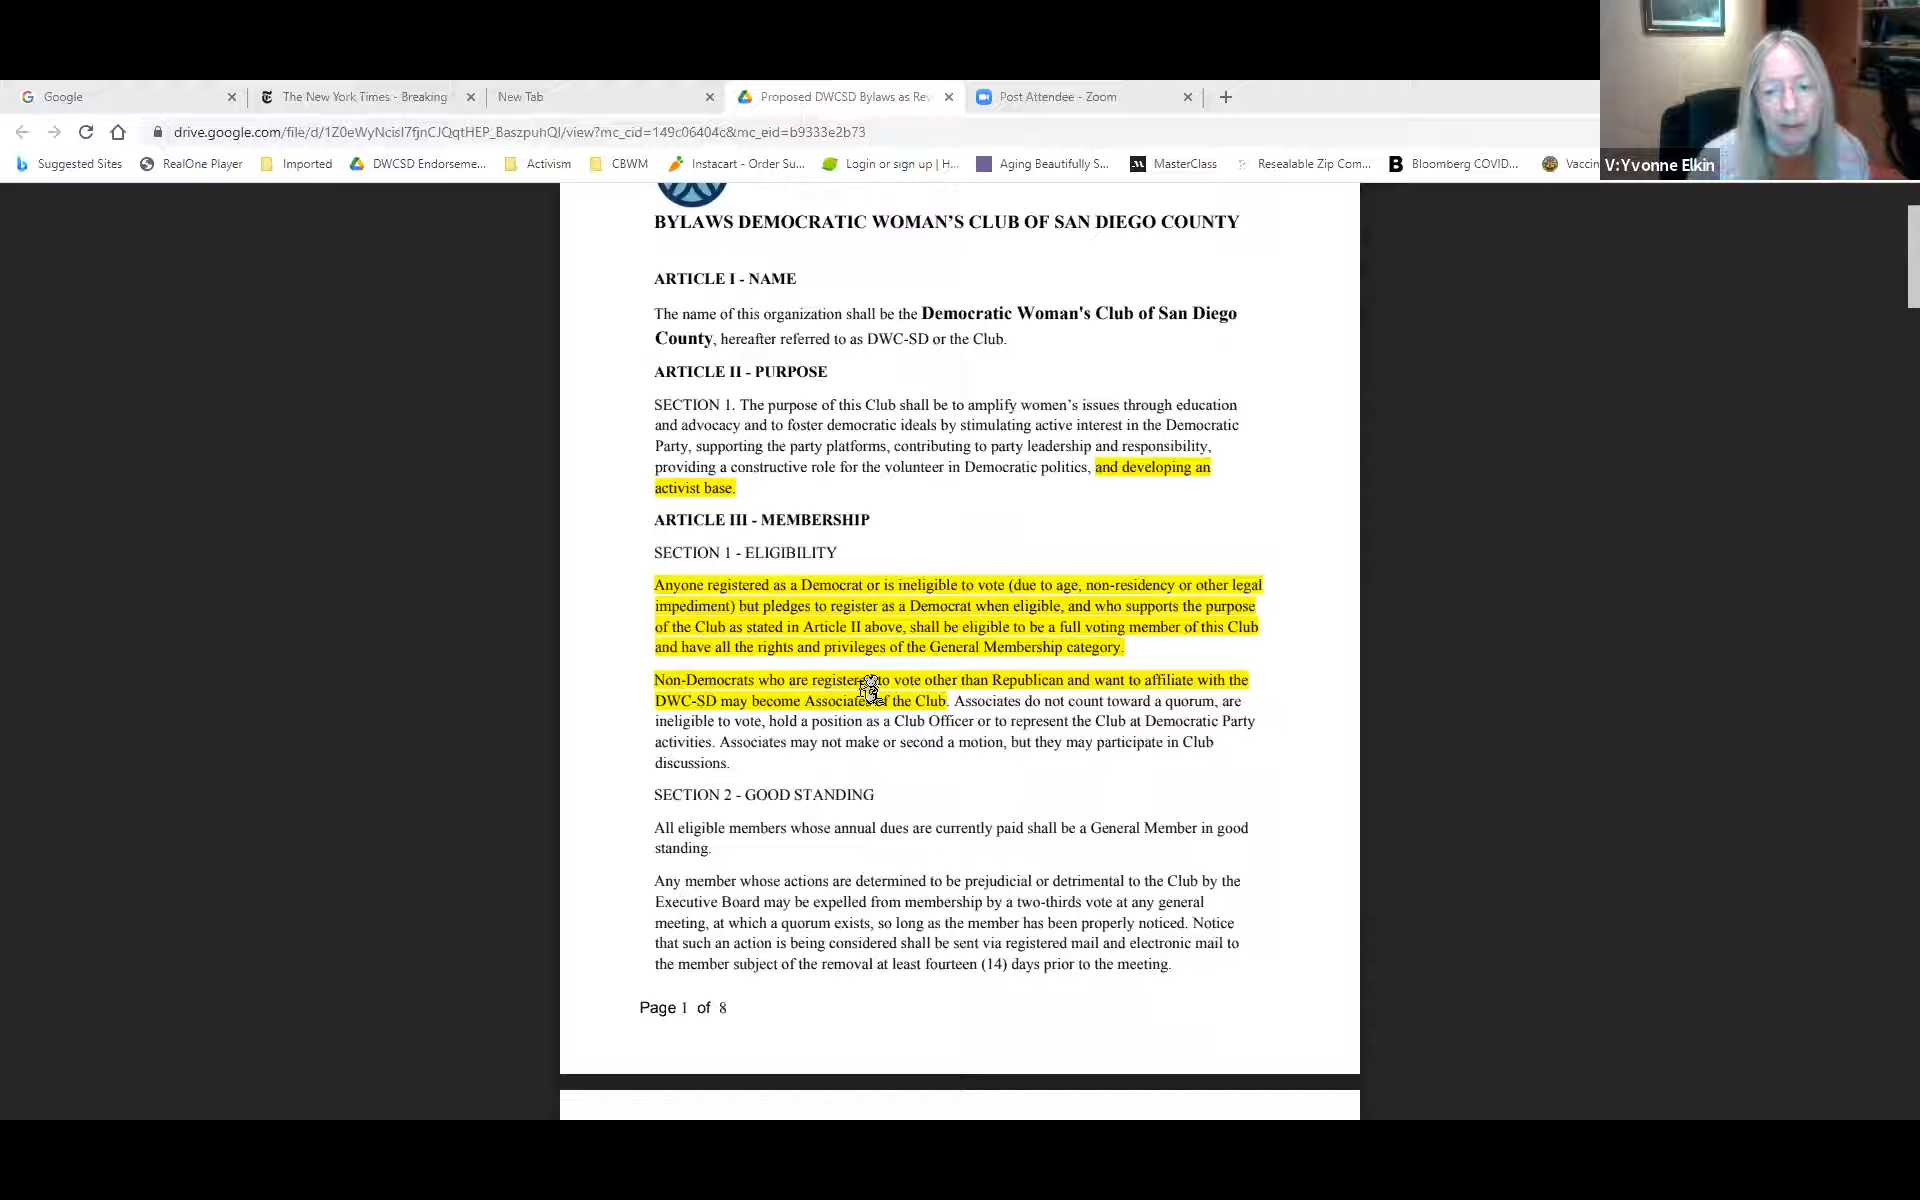 Google
The New York Times - Breaking
New Tab
Proposed DWCSD Bylaws as Rev
Post Attendee - Zoom
drive.google.com/file/d/1Z0eWyNcisI7fjnCJQqtHEP_BaszpuhQI/view?mc_cid=149c06404c&mc_eid=b9333e2b73
Suggested Sites
RealOne Player
Imported
DWCSD Endorseme...
Activism
CBWM
Instacart - Order Su...
Login or sign up | H...
Aging Beautifully S...
MasterClass
Resealable Zip Com...
Bloomberg COVID...
Vaccin
V:Yvonne Elkin
BYLAWS DEMOCRATIC WOMAN’S CLUB OF SAN DIEGO COUNTY
ARTICLE I - NAME
The name of this organization shall be the Democratic Woman's Club of San Diego
County, hereafter referred to as DWC-SD or the Club.
ARTICLE II - PURPOSE
SECTION 1. The purpose of this Club shall be to amplify women’s issues through education
and advocacy and to foster democratic ideals by stimulating active interest in the Democratic
Party, supporting the party platforms, contributing to party leadership and responsibility,
providing a constructive role for the volunteer in Democratic politics, and developing an
activist base.
ARTICLE III - MEMBERSHIP
SECTION 1 - ELIGIBILITY
Anyone registered as a Democrat or is ineligible to vote (due to age, non-residency or other legal
impediment) but pledges to register as a Democrat when eligible, and who supports the purpose
of the Club as stated in Article II above, shall be eligible to be a full voting member of this Club
and have all the rights and privileges of the General Membership category.
Non-Democrats who are registered to vote other than Republican and want to affiliate with the
DWC-SD may become Associates of the Club. Associates do not count toward a quorum, are
ineligible to vote, hold a position as a Club Officer or to represent the Club at Democratic Party
activities. Associates may not make or second a motion, but they may participate in Club
discussions.
SECTION 2 - GOOD STANDING
All eligible members whose annual dues are currently paid shall be a General Member in good
standing.
Any member whose actions are determined to be prejudicial or detrimental to the Club by the
Executive Board may be expelled from membership by a two-thirds vote at any general
meeting, at which a quorum exists, so long as the member has been properly noticed. Notice
that such an action is being considered shall be sent via registered mail and electronic mail to
the member subject of the removal at least fourteen (14) days prior to the meeting.
Page 1 of 8